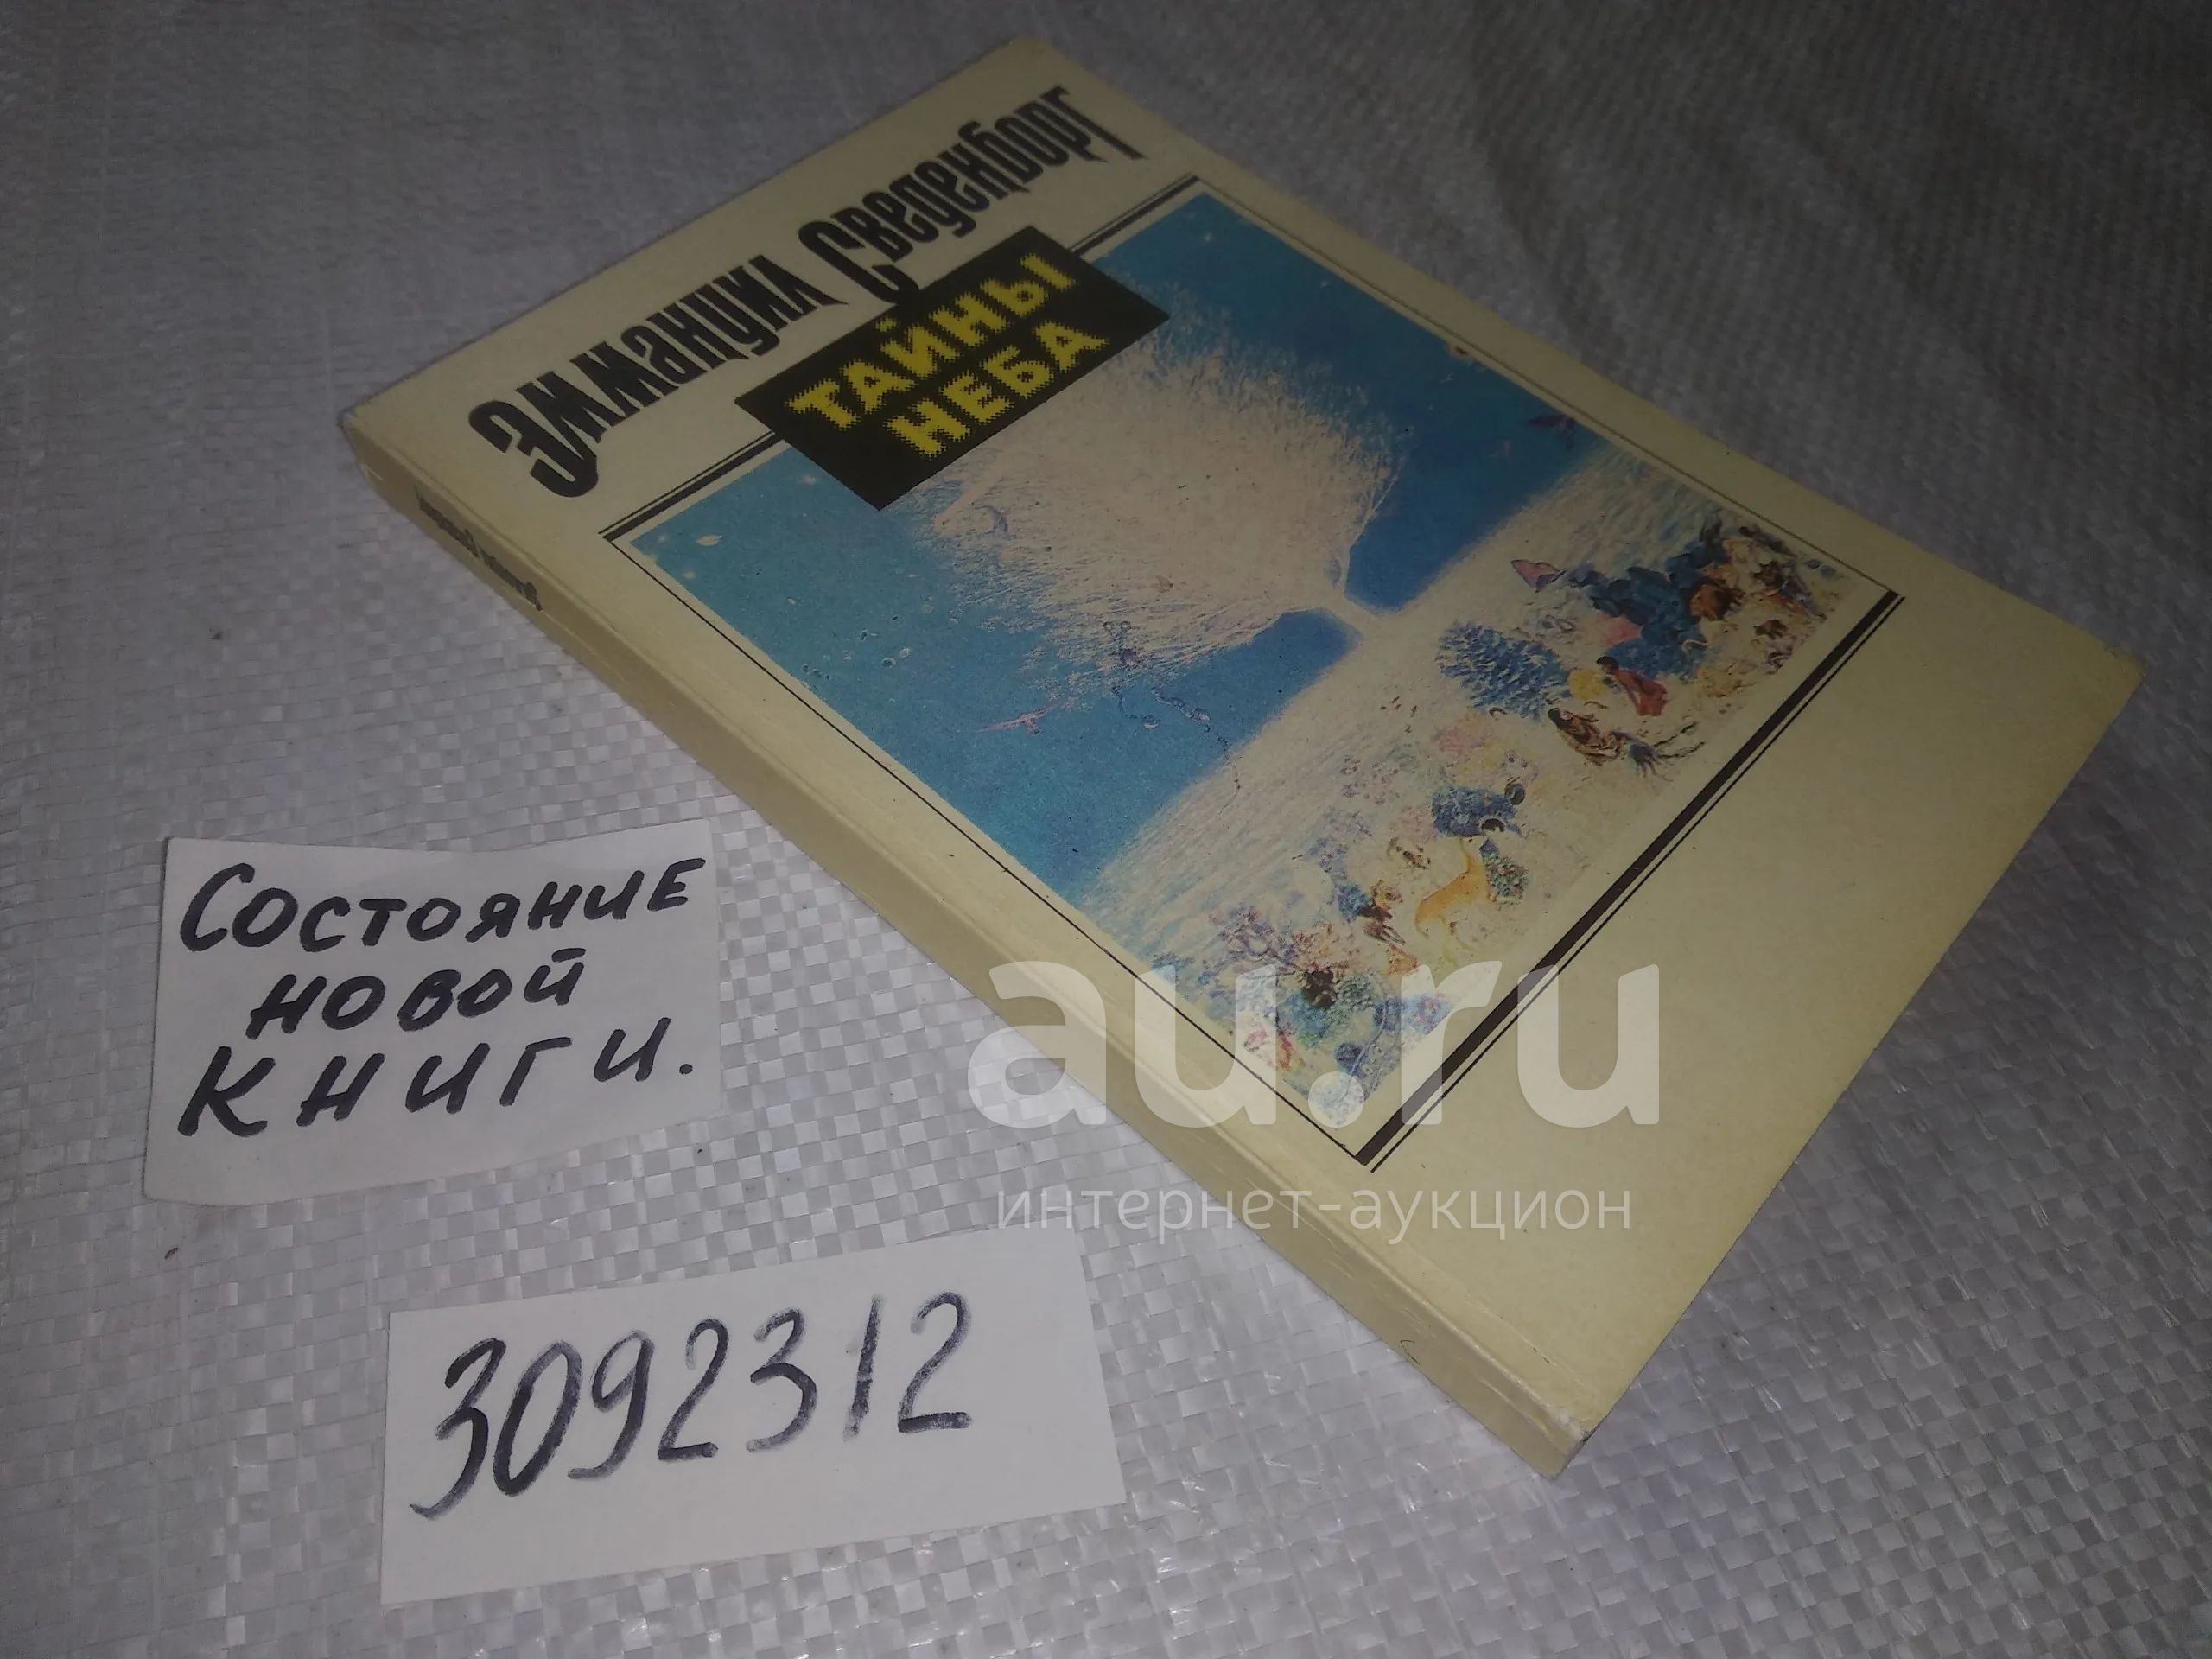 Эммануил Сведенборг
ТАЙНЫ
НЕБА
Состояние
новой
книги.
3092312
au.ru
интернет-аукцион